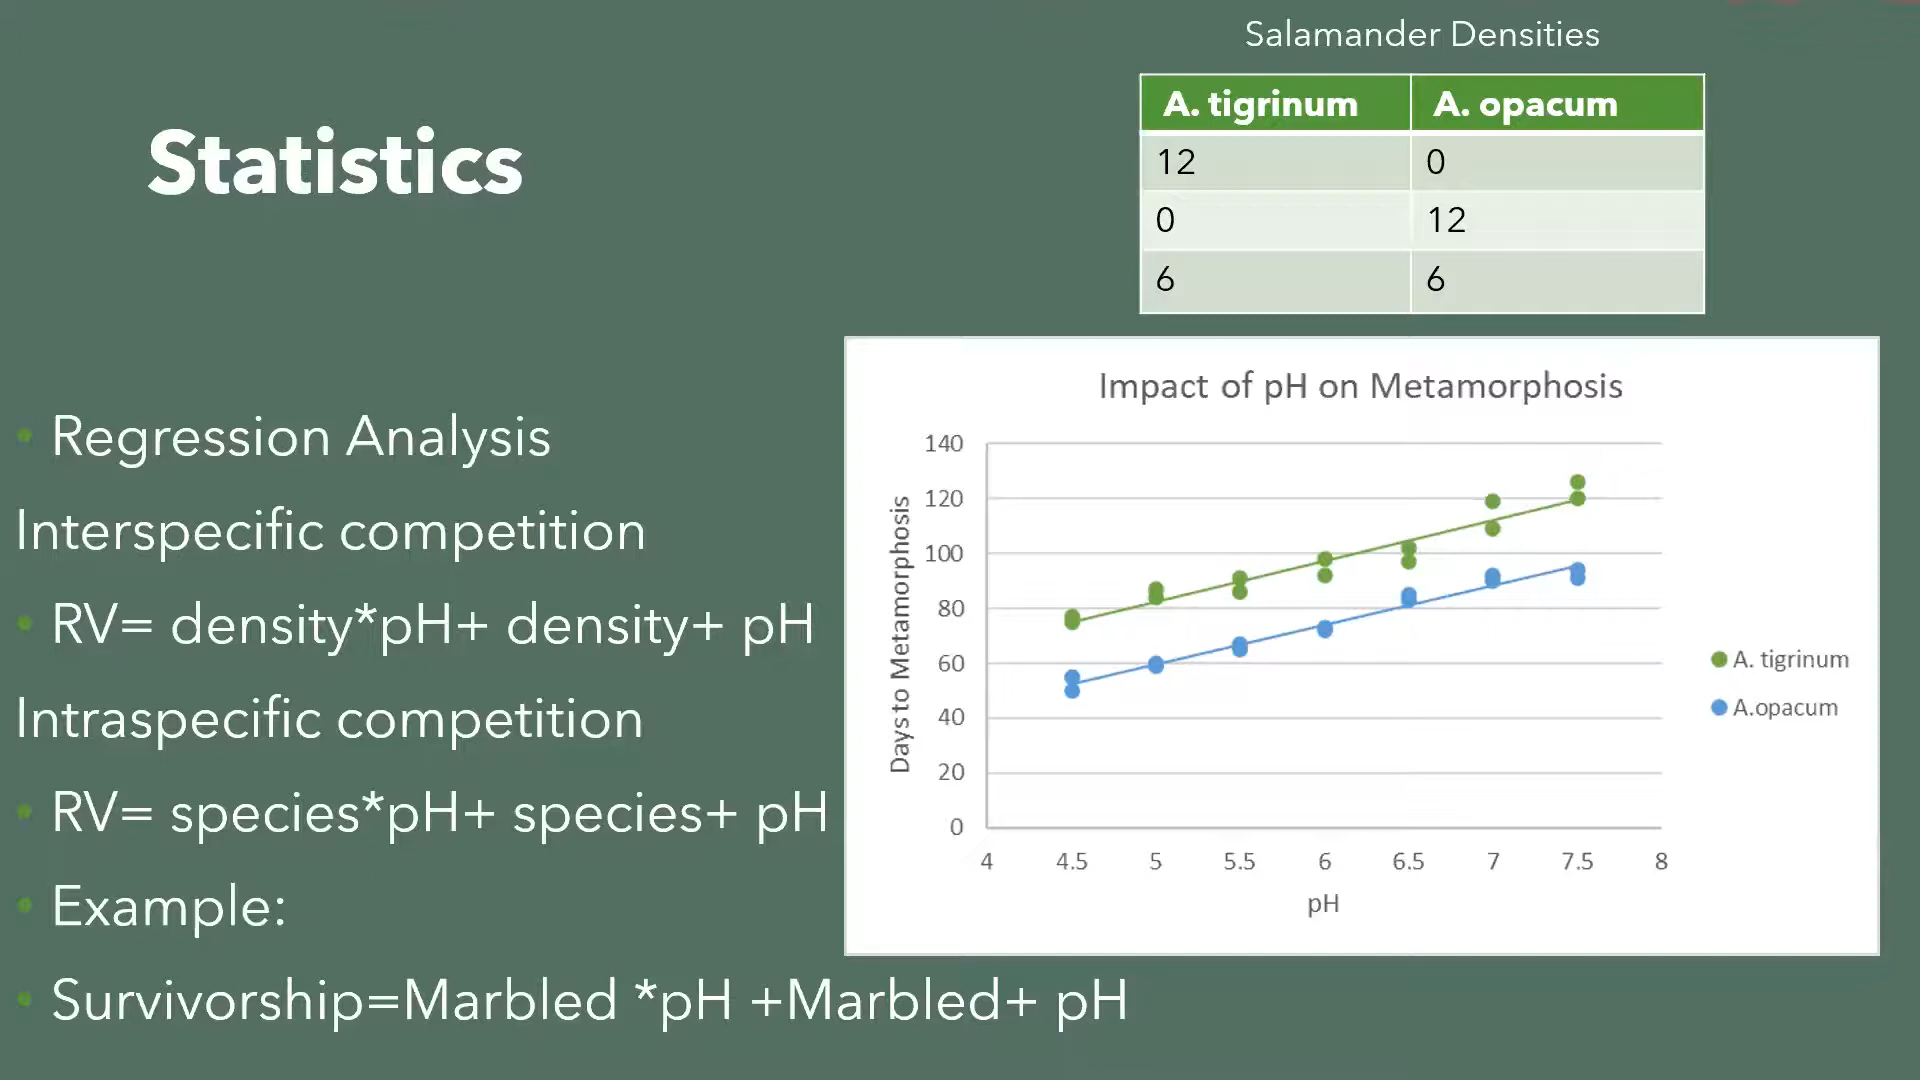 Statistics
Salamander Densities
A. tigrinum A. opacum
12 0
0 12
6 6
• Regression Analysis
Interspecific competition
• RV= density*pH+ density+ pH
Intraspecific competition
• RV= species*pH+ species+ pH
• Example:
• Survivorship=Marbled *pH +Marbled+ pH
Impact of pH on Metamorphosis
Days to Metamorphosis
140
120
100
80
60
40
20
0
4 4.5 5 5.5 6 6.5 7 7.5 8
pH
A. tigrinum
A.opacum